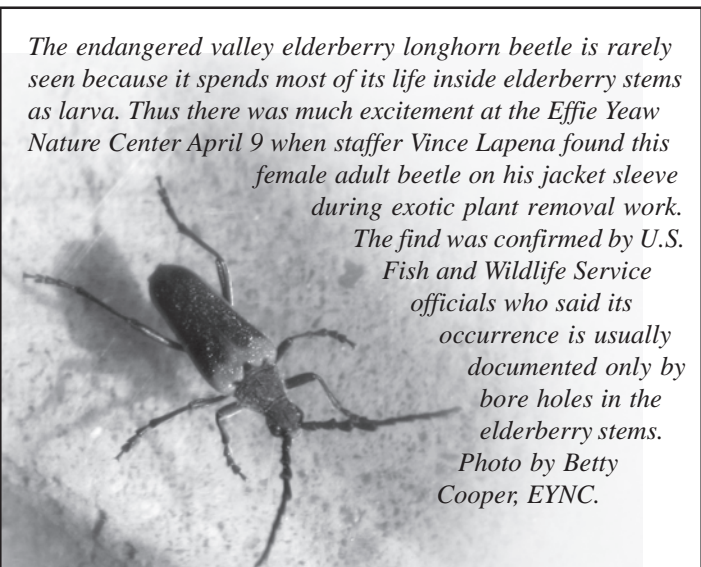 The endangered valley elderberry longhorn beetle is rarely
seen because it spends most of its life inside elderberry stems
as larva. Thus there was much excitement at the Effie Yeaw
Nature Center April 9 when staffer Vince Lapena found this
female adult beetle on his jacket sleeve
during exotic plant removal work.
The find was confirmed by U.S.
Fish and Wildlife Service
officials who said its
occurrence is usually
documented only by
bore holes in the
elderberry stems.
Photo by Betty
Cooper, EYNC.